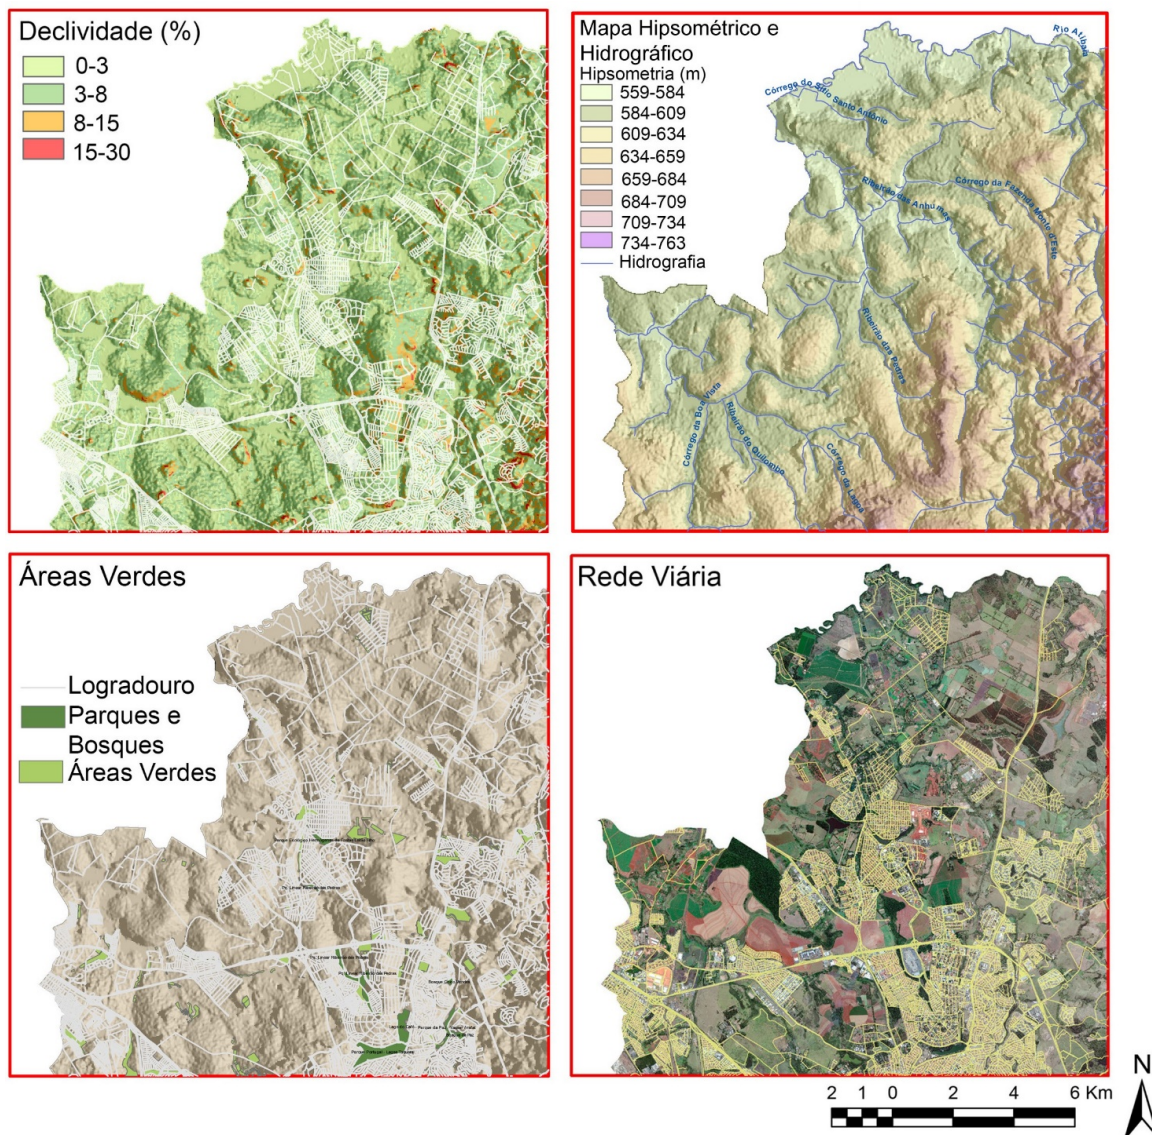 Declividade (%)
0-3
3-8
8-15
15-30
Mapa Hipsométrico e
Hidrográfico
Hipsometria (m)
559-584
584-609
609-634
634-659
659-684
684-709
709-734
734-763
Hidrografia
Rio Atibaia
Córrego do Sítio Santo Antônio
Ribeirão das Anhumas
Córrego da Fazenda Monte d'Este
Ribeirão das Pedras
Córrego da Boa Vista
Ribeirão do Quilombo
Córrego da Lagoa
Áreas Verdes
Logradouro
Parques e
Bosques
Áreas Verdes
Rede Viária
2 1 0 2 4 6 Km
N